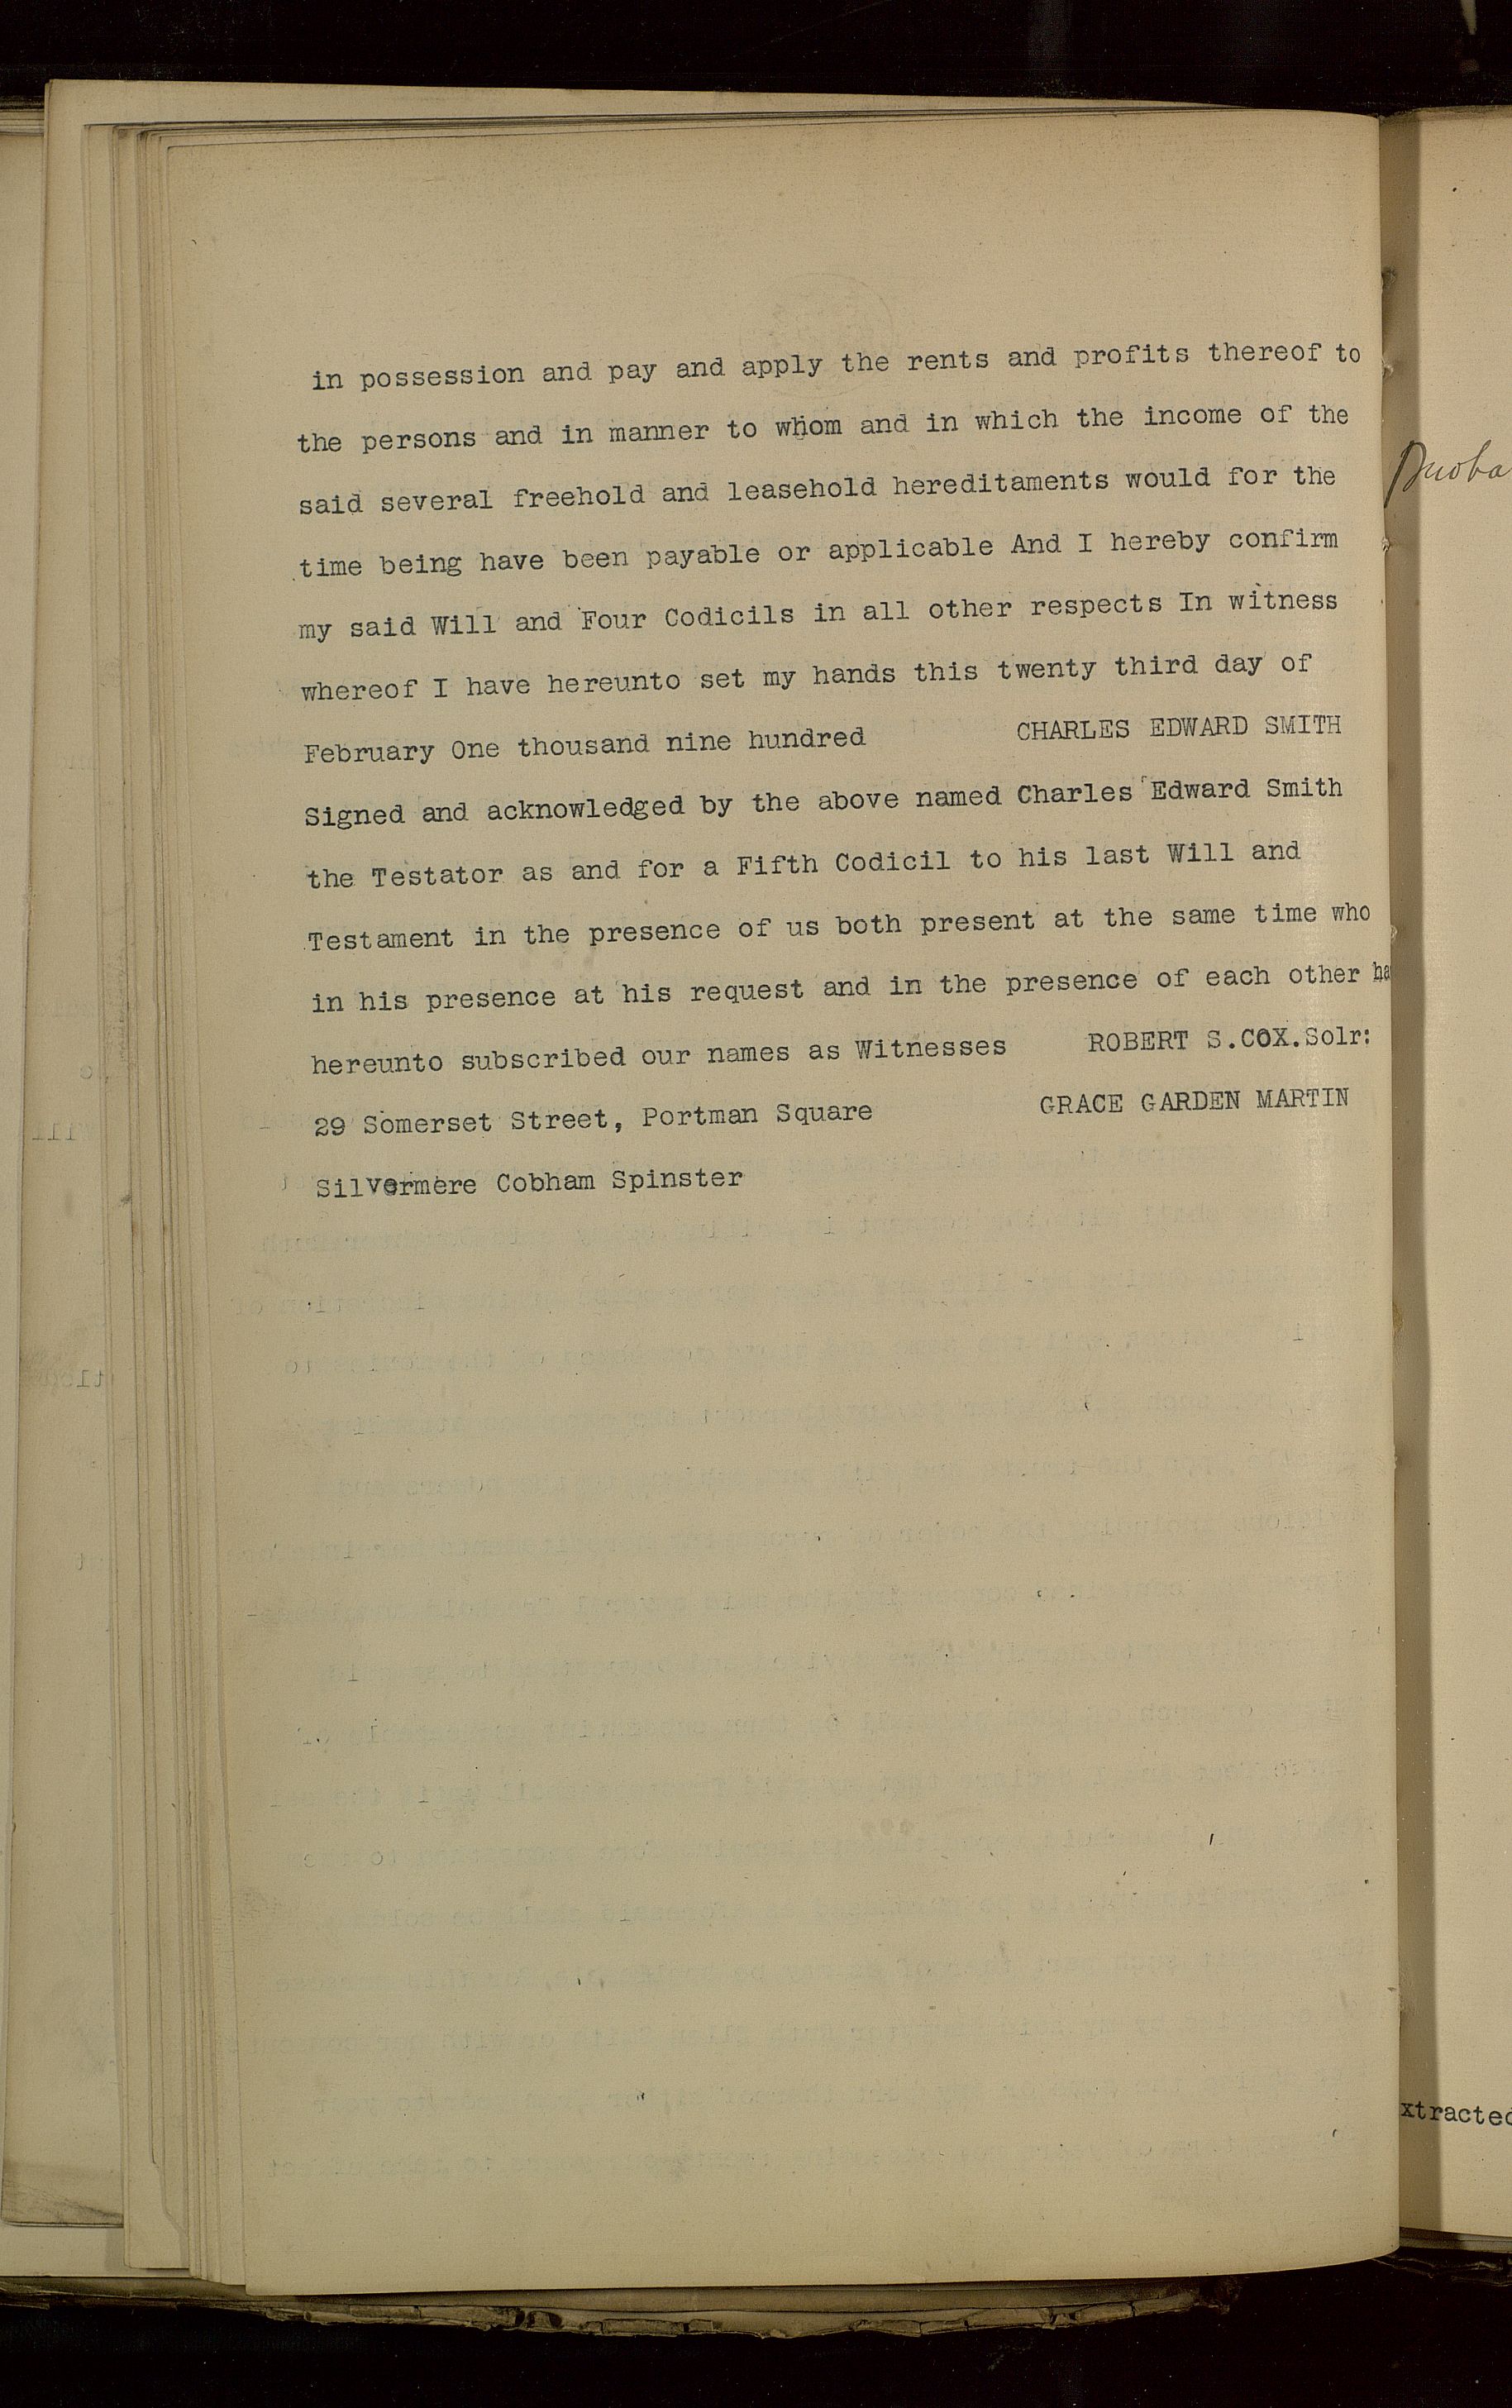 in possession and pay and apply the rents and profits thereof to
the persons and in manner to whom and in which the income of the
said several freehold and leasehold hereditaments would for the
time being have been payable or applicable And I hereby confirm
my said Will and Four Codicils in all other respects In witness
whereof I have hereunto set my hands this twenty third day of
February One thousand nine hundred CHARLES EDWARD SMITH
Signed and acknowledged by the above named Charles Edward Smith
the Testator as and for a Fifth Codicil to his last Will and
Testament in the presence of us both present at the same time who
in his presence at his request and in the presence of each other ha
hereunto subscribed our names as Witnesses ROBERT S.COX.Solr:
29 Somerset Street, Portman Square GRACE GARDEN MARTIN
Silvermere Cobham Spinster
xtracted